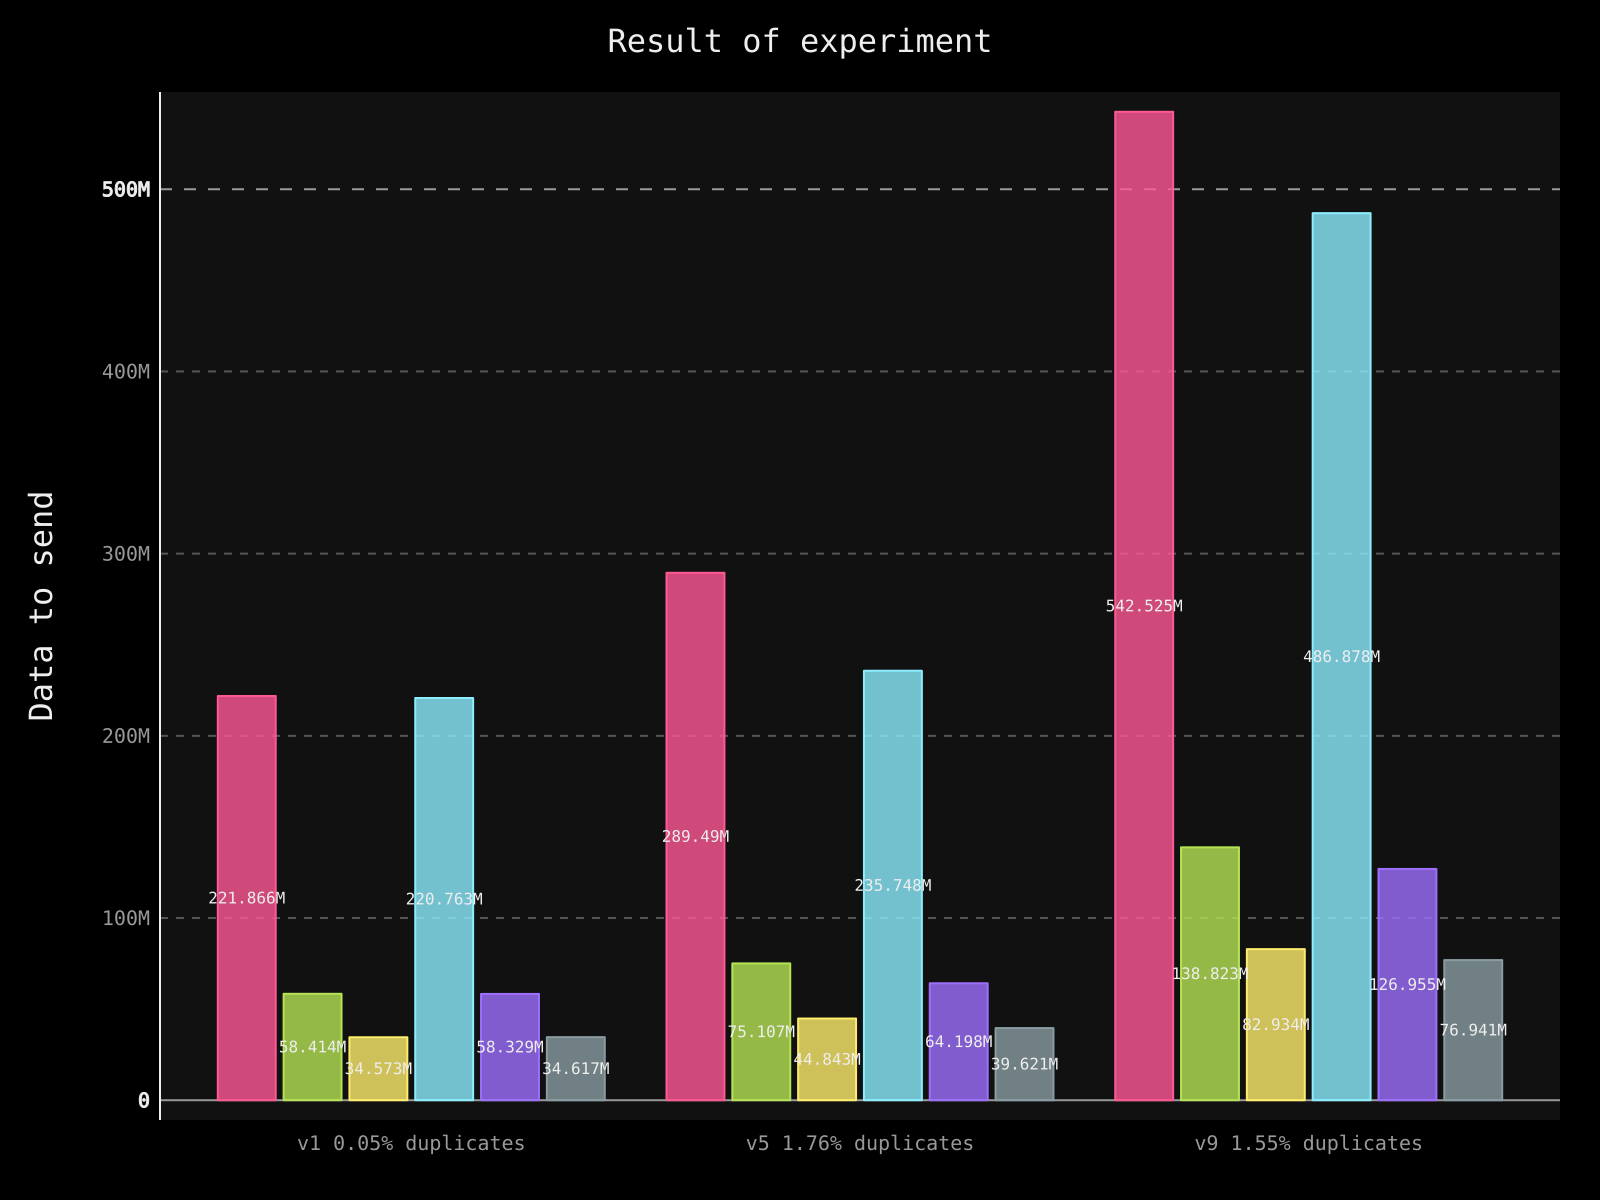 Result of experiment
Data to send
500M
400M
300M
200M
100M
0
221.866M
58.414M
34.573M
220.763M
58.329M
34.617M
289.49M
75.107M
44.843M
235.748M
64.198M
39.621M
542.525M
138.823M
82.934M
486.878M
126.955M
76.941M
v1 0.05% duplicates
v5 1.76% duplicates
v9 1.55% duplicates